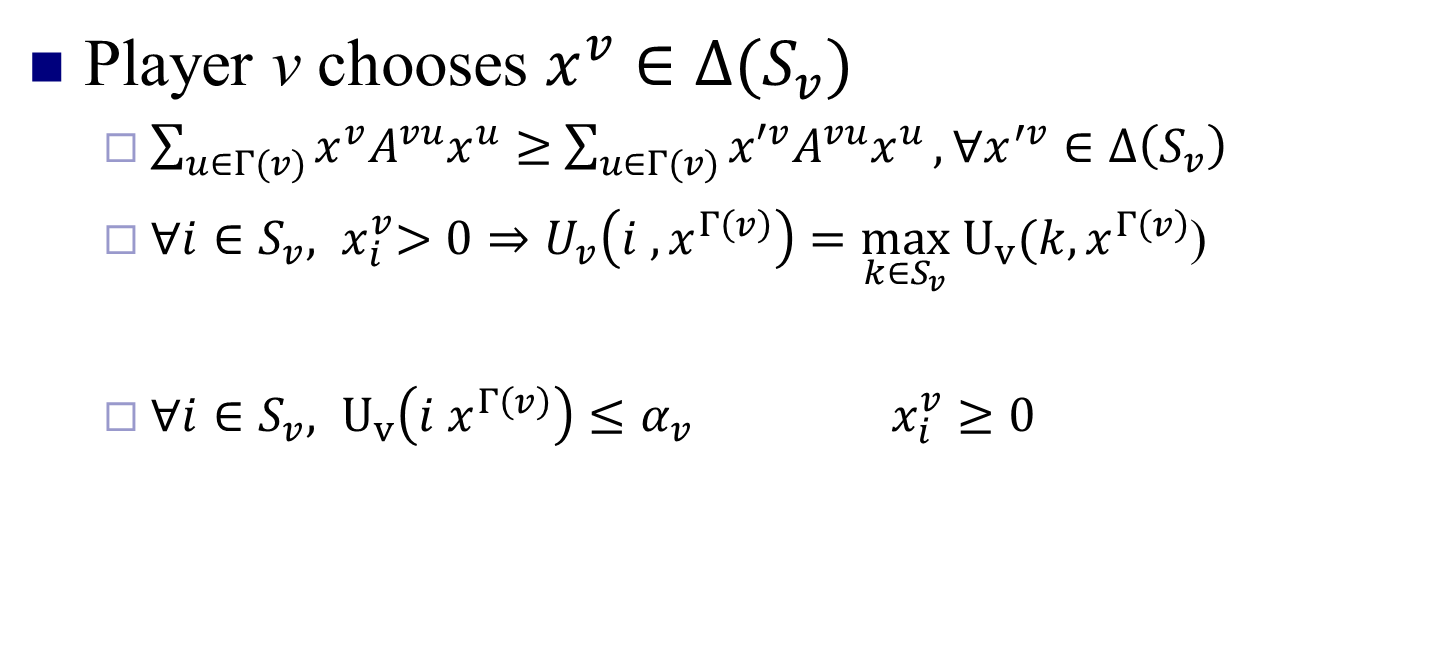 Player v chooses x^v ∈ Δ(S_v)
∑_{u∈Γ(v)} x^v A^{vu} x^u ≥ ∑_{u∈Γ(v)} x'^v A^{vu} x^u , ∀x'^v ∈ Δ(S_v)
∀i ∈ S_v, x_i^v > 0 ⇒ U_v(i , x^{Γ(v)}) = max_{k∈S_v} U_v(k, x^{Γ(v)})
∀i ∈ S_v, U_v(i x^{Γ(v)}) ≤ α_v x_i^v ≥ 0